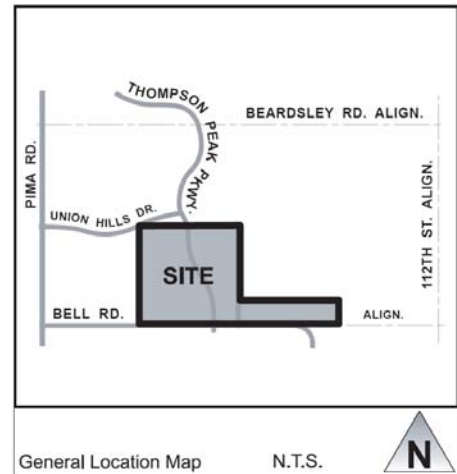 THOMPSON PEAK PKWY.
BEARDSLEY RD. ALIGN.
PIMA RD.
UNION HILLS DR.
112TH ST. ALIGN.
SITE
BELL RD.
ALIGN.
General Location Map
N.T.S.
N